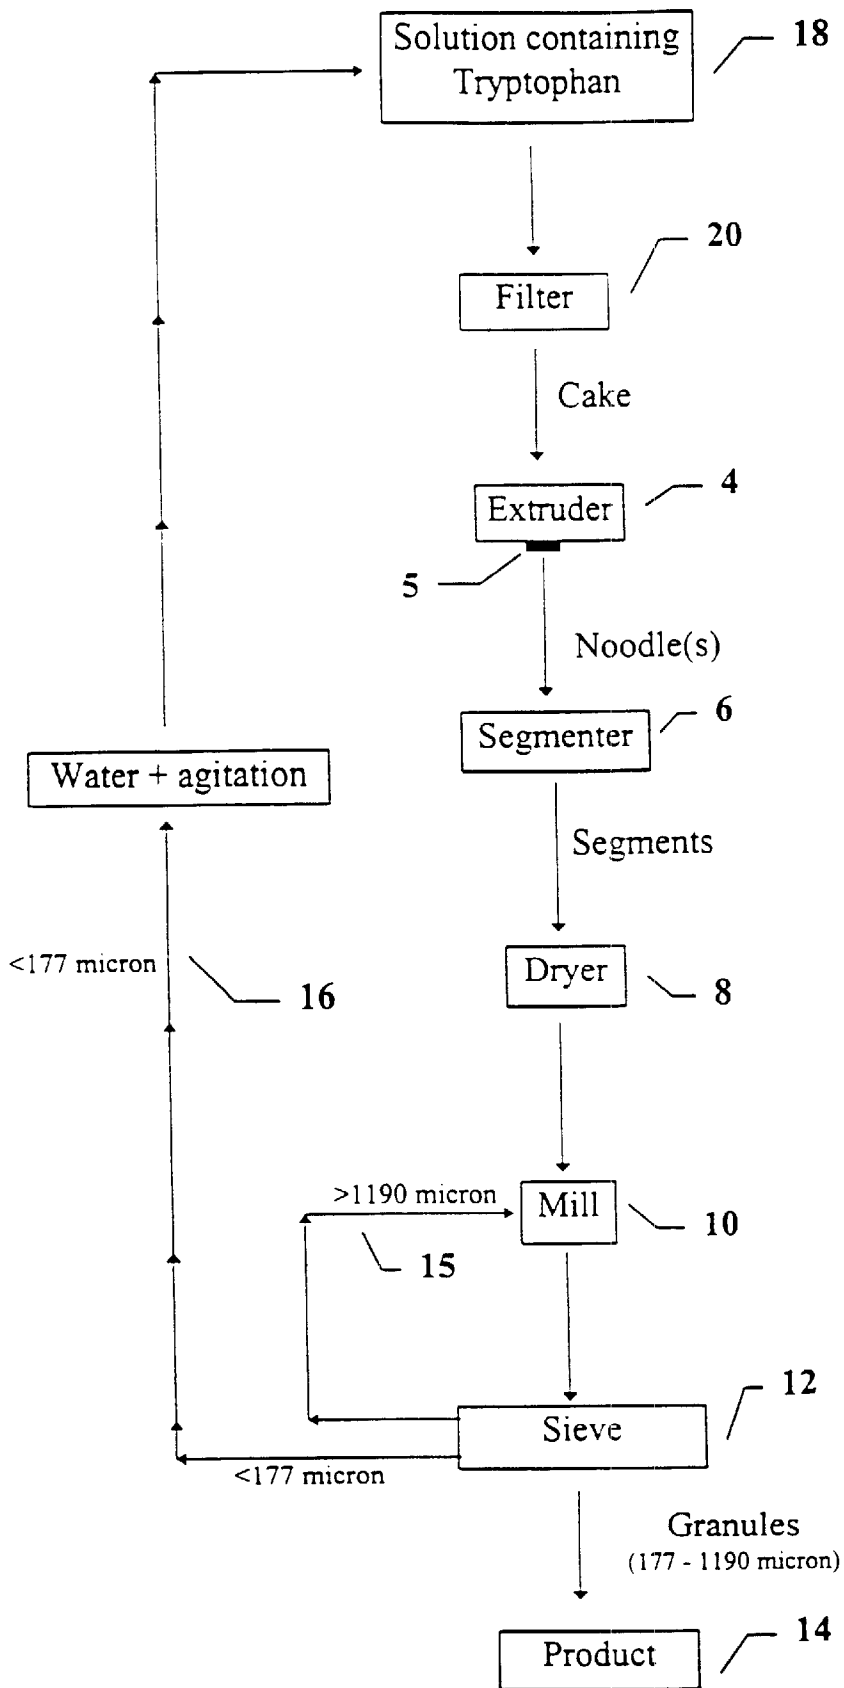 Solution containing
Tryptophan
18
Filter
20
Cake
Extruder
4
5
Noodle(s)
Segmenter
6
Water + agitation
Segments
<177 micron
16
Dryer
8
>1190 micron
Mill
10
15
Sieve
12
<177 micron
Granules
(177 - 1190 micron)
Product
14